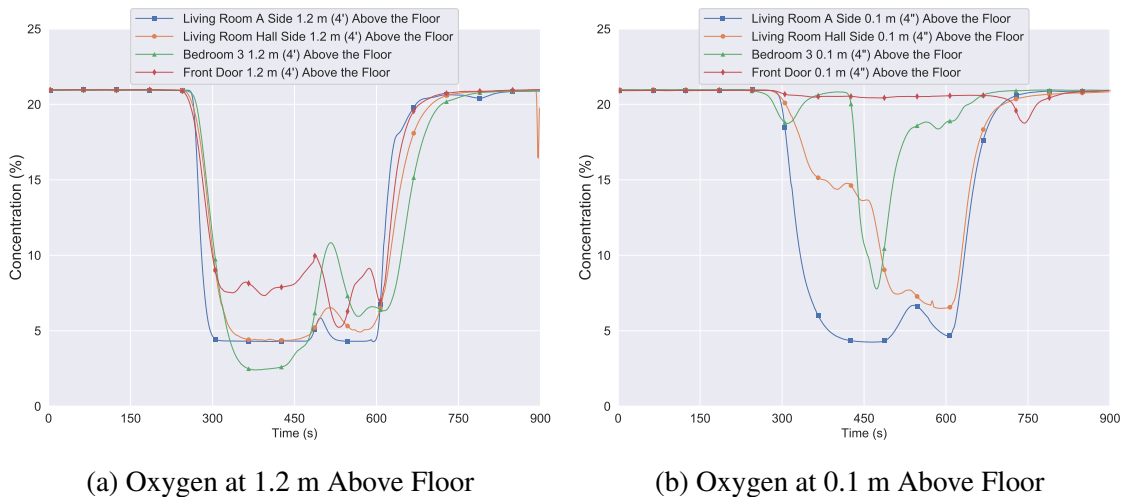 Living Room A Side 1.2 m (4') Above the Floor
Living Room Hall Side 1.2 m (4') Above the Floor
Bedroom 3 1.2 m (4') Above the Floor
Front Door 1.2 m (4') Above the Floor
25
20
15
10
5
0
Concentration (%)
0 150 300 450 600 750 900
Time (s)
(a) Oxygen at 1.2 m Above Floor
Living Room A Side 0.1 m (4") Above the Floor
Living Room Hall Side 0.1 m (4") Above the Floor
Bedroom 3 0.1 m (4") Above the Floor
Front Door 0.1 m (4") Above the Floor
25
20
15
10
5
0
Concentration (%)
0 150 300 450 600 750 900
Time (s)
(b) Oxygen at 0.1 m Above Floor